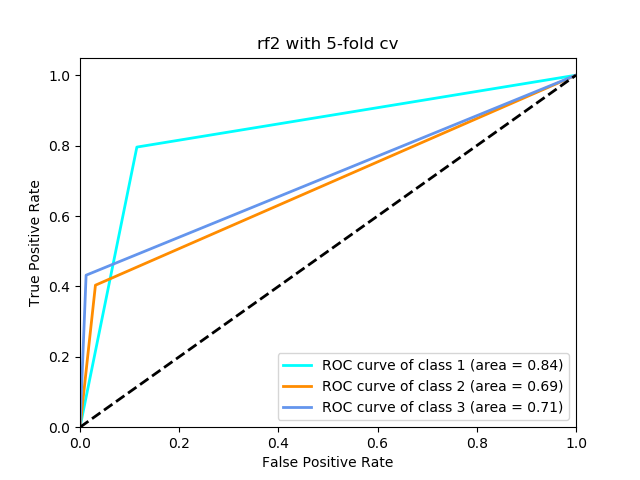 rf2 with 5-fold cv
1.0
0.8
0.6
0.4
0.2
0.0
True Positive Rate
ROC curve of class 1 (area = 0.84)
ROC curve of class 2 (area = 0.69)
ROC curve of class 3 (area = 0.71)
0.0 0.2 0.4 0.6 0.8 1.0
False Positive Rate